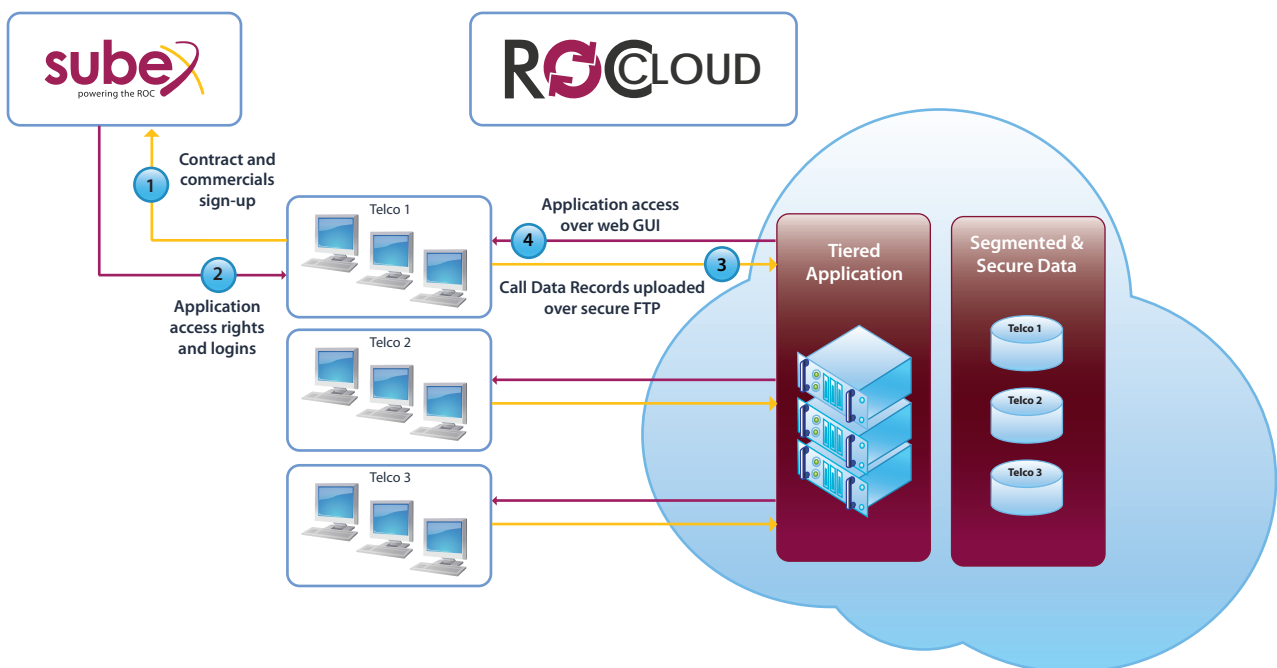 subex
powering the ROC
ROC CLOUD
1
Contract and
commercials
sign-up
2
Application
access rights
and logins
Telco 1
Application access
over web GUI
4
3
Call Data Records uploaded
over secure FTP
Telco 2
Telco 3
Tiered
Application
Segmented &
Secure Data
Telco 1
Telco 2
Telco 3